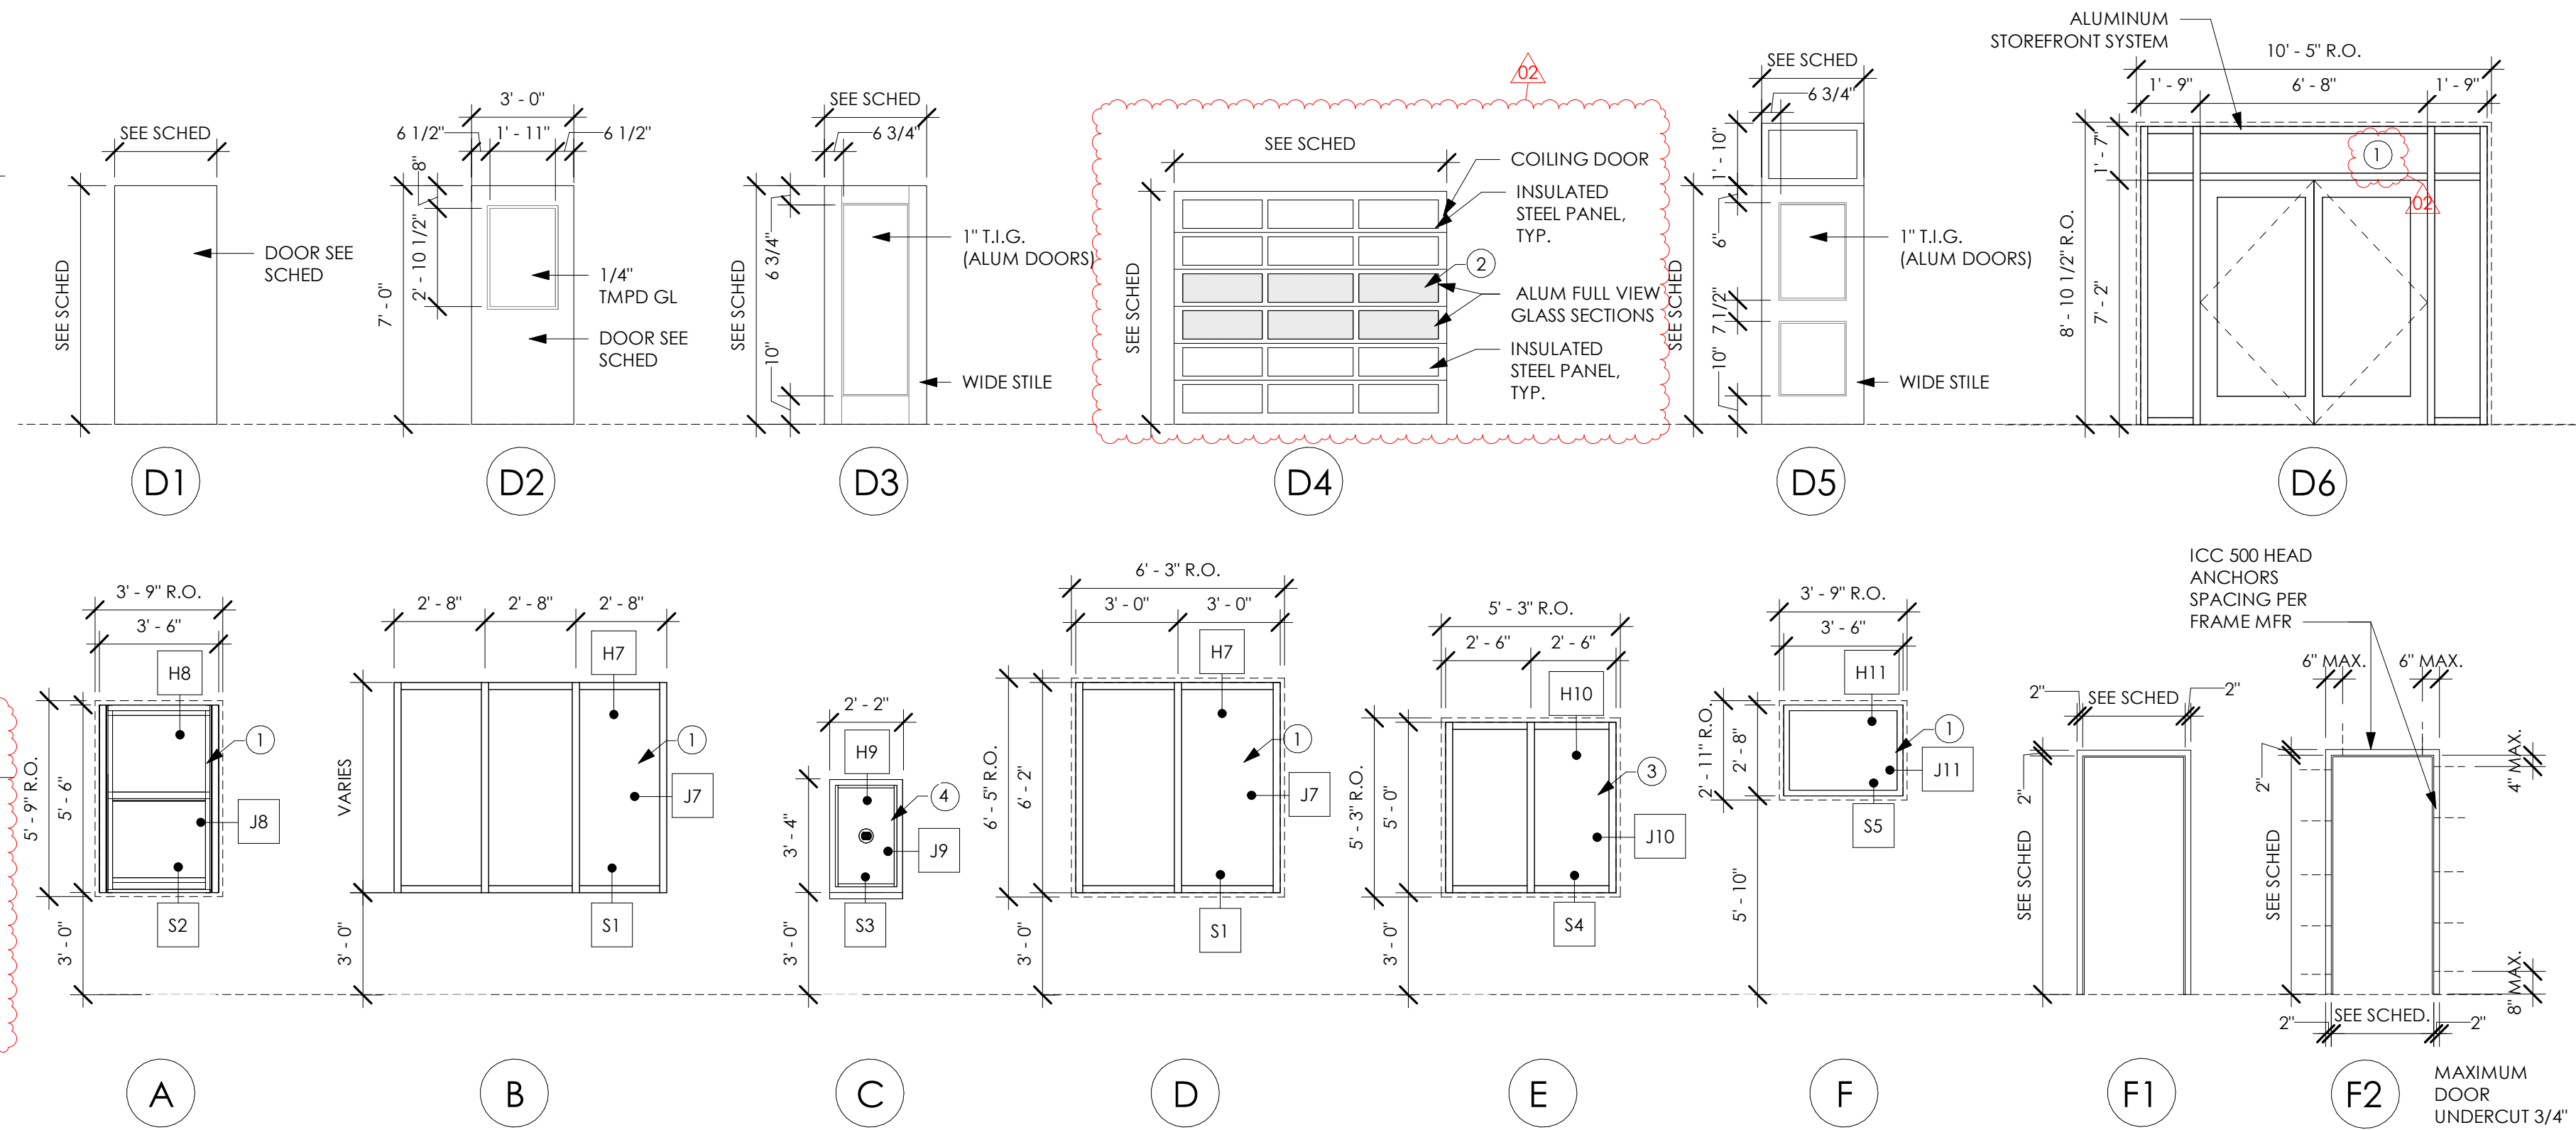 SEE SCHED
SEE SCHED
DOOR SEE
SCHED
D1
3' - 0"
6 1/2"
1' - 11"
6 1/2"
8"
2' - 10 1/2"
7' - 0"
1/4"
TMPD GL
DOOR SEE
SCHED
D2
SEE SCHED
6 3/4"
6 3/4"
SEE SCHED
10"
1" T.I.G.
(ALUM DOORS)
WIDE STILE
D3
02
SEE SCHED
SEE SCHED
COILING DOOR
INSULATED
STEEL PANEL,
TYP.
2
ALUM FULL VIEW
GLASS SECTIONS
INSULATED
STEEL PANEL,
TYP.
D4
SEE SCHED
6 3/4"
1' - 10"
6"
SEE SCHED
7 1/2"
10"
1" T.I.G.
(ALUM DOORS)
WIDE STILE
D5
ALUMINUM
STOREFRONT SYSTEM
10' - 5" R.O.
1' - 9"
6' - 8"
1' - 9"
1' - 7"
8' - 10 1/2" R.O.
7' - 2"
1
02
D6
3' - 9" R.O.
3' - 6"
H8
1
5' - 9" R.O.
5' - 6"
J8
S2
3' - 0"
A
2' - 8"
2' - 8"
2' - 8"
H7
1
VARIES
J7
S1
3' - 0"
B
2' - 2"
H9
4
3' - 4"
J9
S3
3' - 0"
C
6' - 3" R.O.
3' - 0"
3' - 0"
H7
1
6' - 5" R.O.
6' - 2"
J7
S1
3' - 0"
D
5' - 3" R.O.
2' - 6"
2' - 6"
H10
3
5' - 3" R.O.
5' - 0"
J10
S4
3' - 0"
E
3' - 9" R.O.
3' - 6"
H11
1
2' - 11" R.O.
2' - 8"
J11
S5
5' - 10"
F
2"
SEE SCHED
2"
2"
SEE SCHED
F1
ICC 500 HEAD
ANCHORS
SPACING PER
FRAME MFR
6" MAX.
6" MAX.
2"
4" MAX.
SEE SCHED
8" MAX.
2"
SEE SCHED.
2"
F2
MAXIMUM
DOOR
UNDERCUT 3/4"